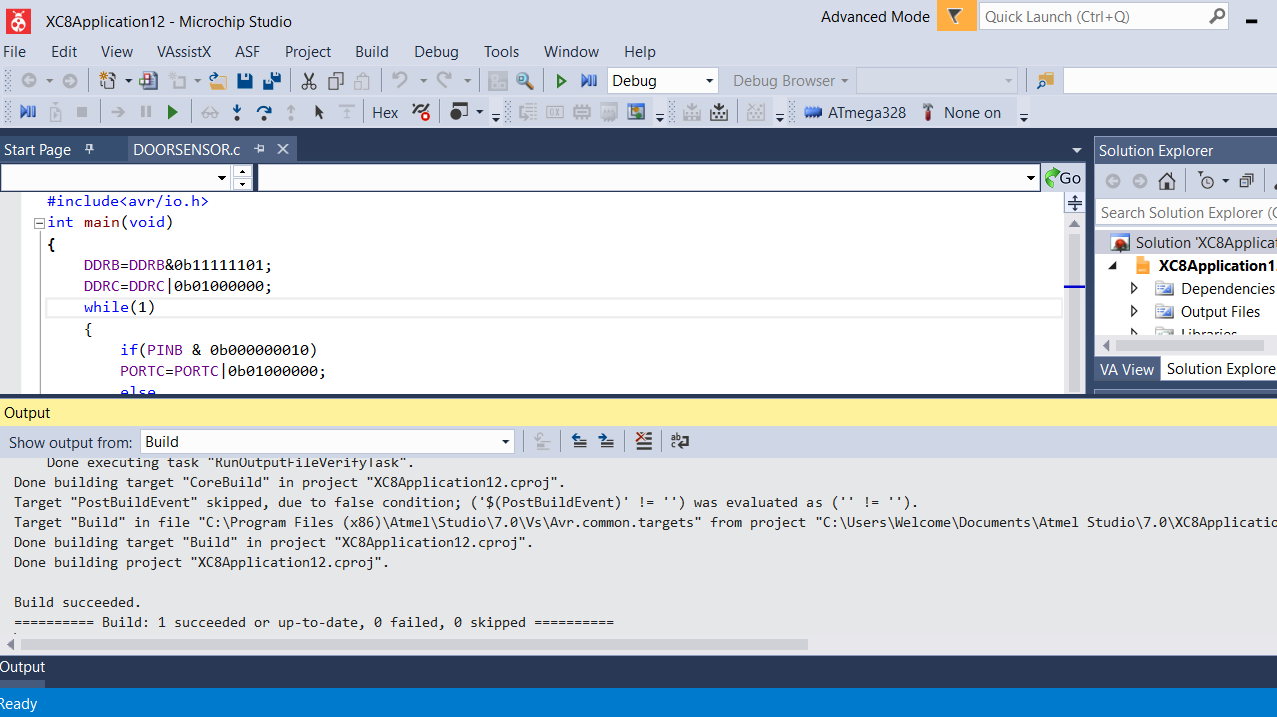 XC8Application12 - Microchip Studio
Advanced Mode
Quick Launch (Ctrl+Q)
File Edit View VAssistX ASF Project Build Debug Tools Window Help
Debug
Debug Browser
Hex
ATmega328
None on
Start Page
DOORSENSOR.c
Go
#include<avr/io.h>
int main(void)
{
DDRB=DDRB&0b11111101;
DDRC=DDRC|0b01000000;
while(1)
{
if(PINB & 0b000000010)
PORTC=PORTC|0b01000000;
else
Solution Explorer
Search Solution Explorer (C
Solution 'XC8Applicat
XC8Application1
Dependencies
Output Files
Libraries
VA View
Solution Explore
Output
Show output from: Build
Done executing task "RunOutputFileVerifyTask".
Done building target "CoreBuild" in project "XC8Application12.cproj".
Target "PostBuildEvent" skipped, due to false condition; ('$(PostBuildEvent)' != '') was evaluated as ('' != '').
Target "Build" in file "C:\Program Files (x86)\Atmel\Studio\7.0\Vs\Avr.common.targets" from project "C:\Users\Welcome\Documents\Atmel Studio\7.0\XC8Applicatio
Done building target "Build" in project "XC8Application12.cproj".
Done building project "XC8Application12.cproj".
Build succeeded.
========== Build: 1 succeeded or up-to-date, 0 failed, 0 skipped ==========
Output
Ready